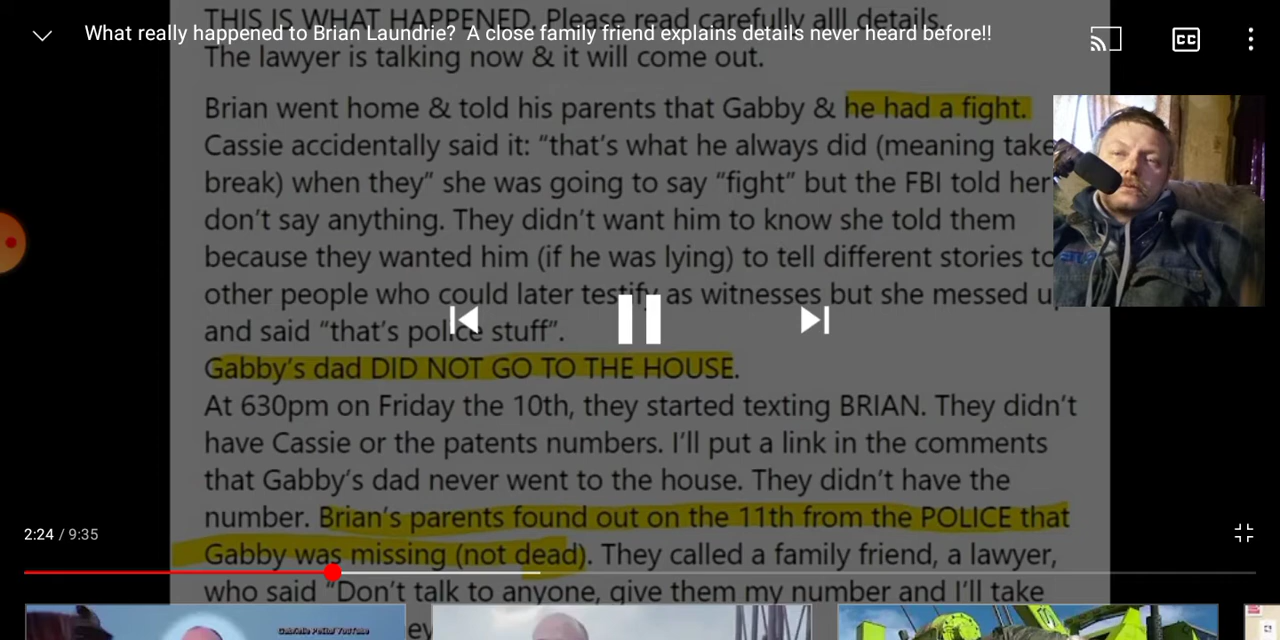 THIS IS WHAT HAPPENED. Please read carefully alll details.
What really happened to Brian Laundrie? A close family friend explains details never heard before!!
CC
The lawyer is talking now & it will come out.
Brian went home & told his parents that Gabby & he had a fight.
Cassie accidentally said it: “that’s what he always did (meaning take
break) when they” she was going to say “fight” but the FBI told her
don’t say anything. They didn’t want him to know she told them
because they wanted him (if he was lying) to tell different stories to
other people who could later testify as witnesses but she messed u
and said “that’s police stuff”.
Gabby’s dad DID NOT GO TO THE HOUSE.
At 630pm on Friday the 10th, they started texting BRIAN. They didn’t
have Cassie or the patents numbers. I’ll put a link in the comments
that Gabby’s dad never went to the house. They didn’t have the
number. Brian’s parents found out on the 11th from the POLICE that
2:24 / 9:35
Gabby was missing (not dead). They called a family friend, a lawyer,
who said “Don’t talk to anyone, give them my number and I’ll take